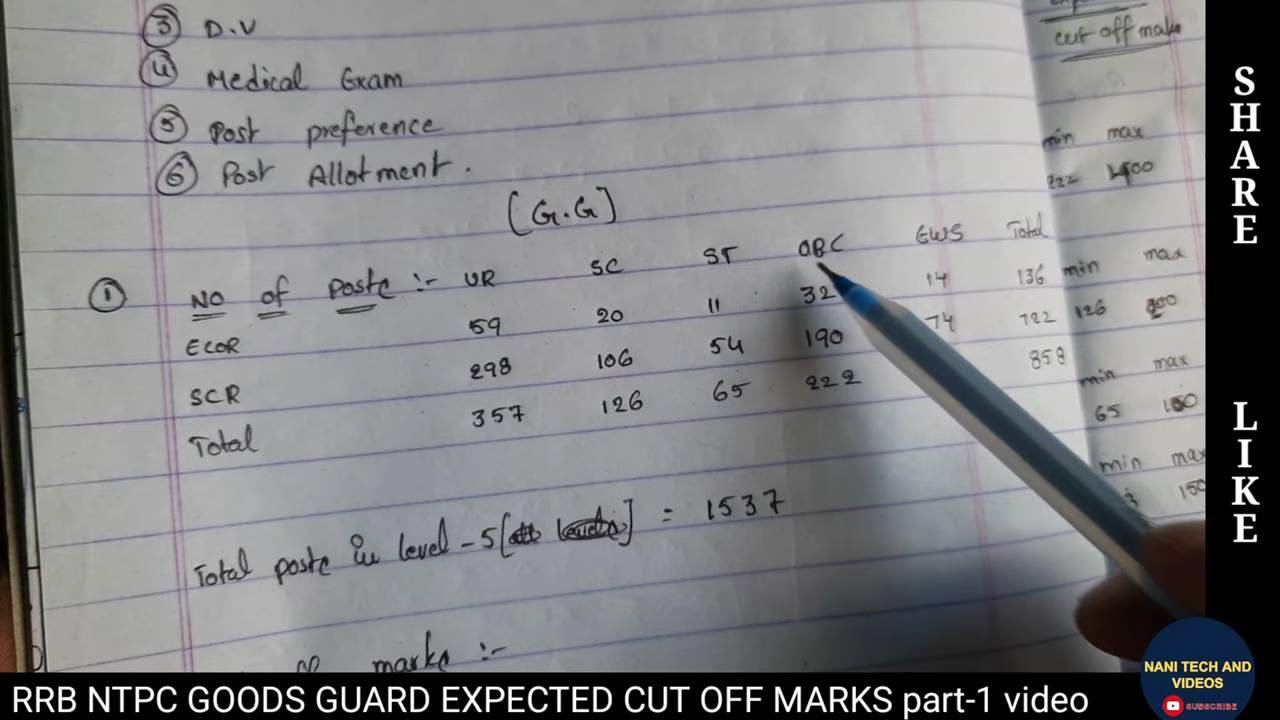 ③ D.V
④ Medical Exam
⑤ Post preference
⑥ Post Allotment.
[G.G]
① No of posts :- UR SC ST OBC EWS Total
ECOR 59 20 11 32 14 136
SCR 298 106 54 190 74 722
Total 357 126 65 222 858
Total posts in level - 5 [ ] = 1537
marks :-
cut off marks
min max
222
min max
126 200
min max
65 150
min max
3 150
SHARE
LIKE
NANI TECH AND
VIDEOS
SUBSCRIBE
RRB NTPC GOODS GUARD EXPECTED CUT OFF MARKS part-1 video